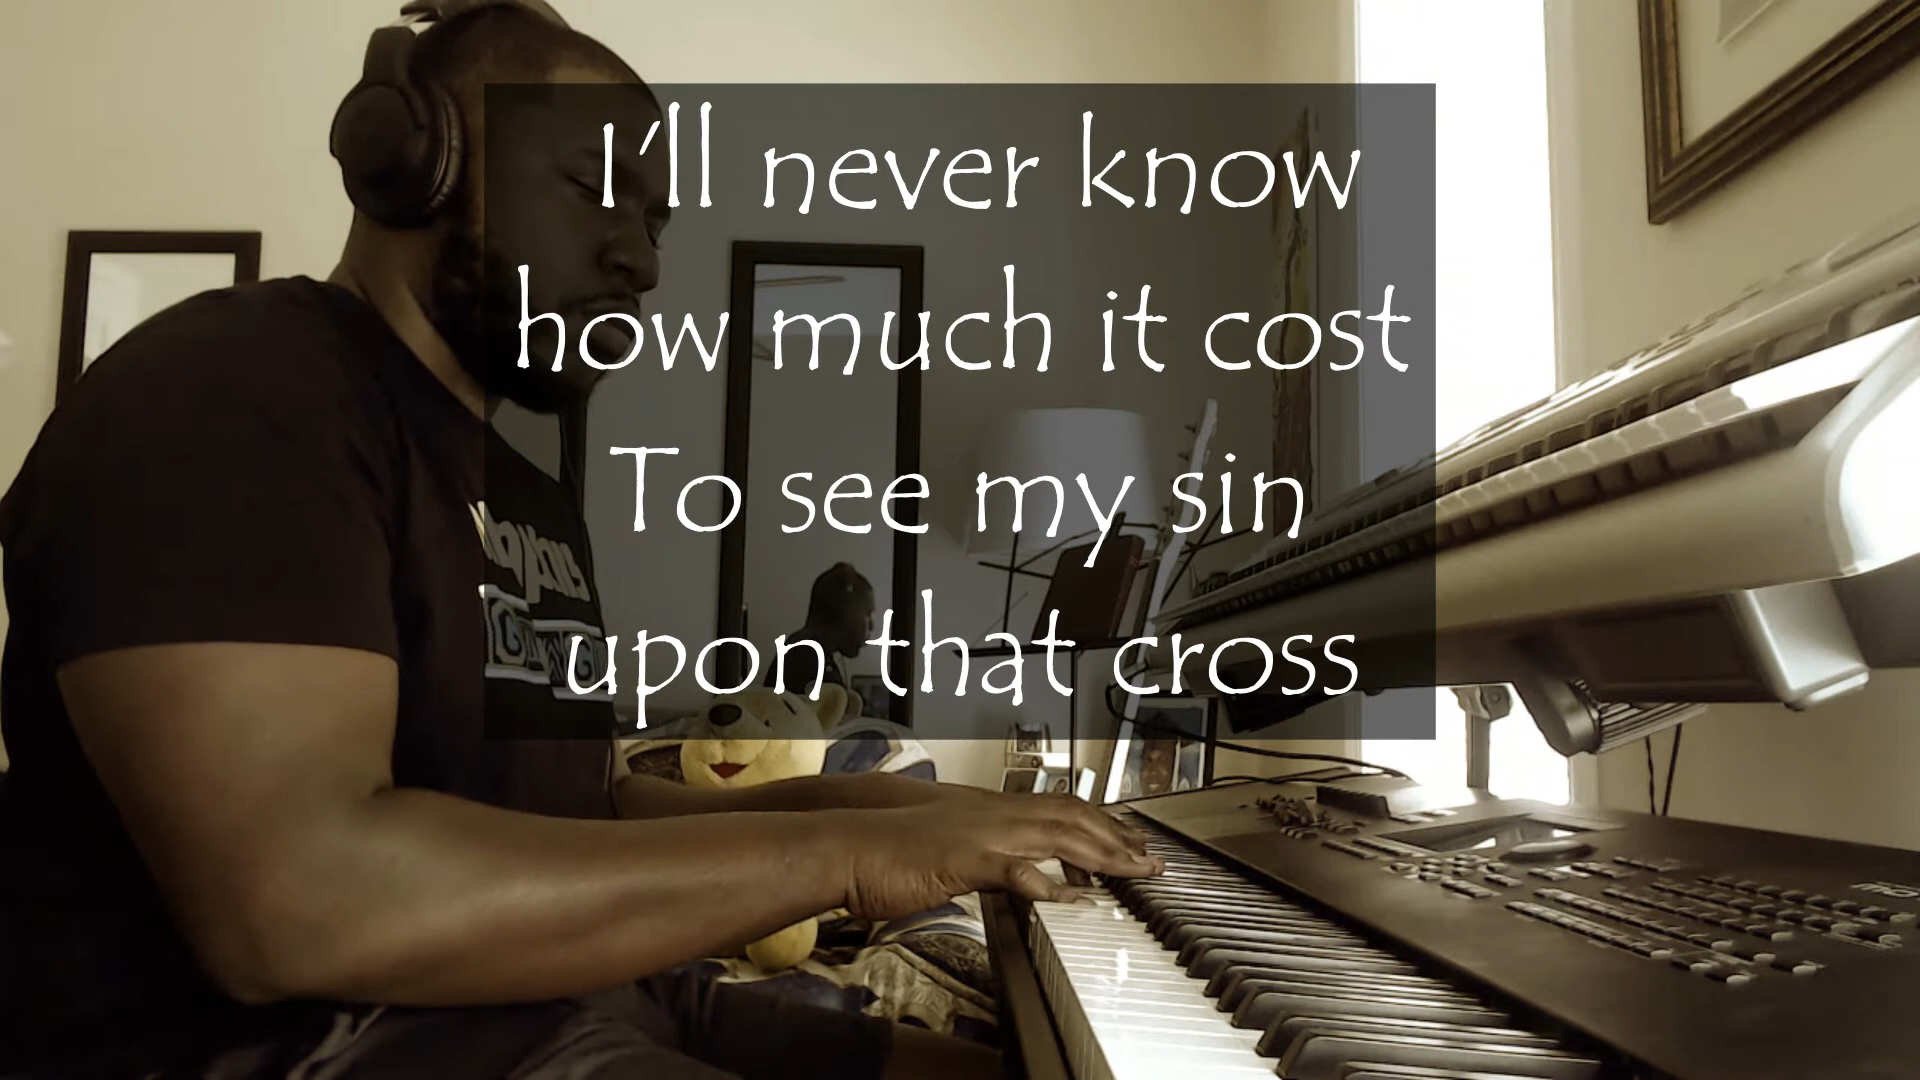 I'll never know
how much it cost
To see my sin
upon that cross